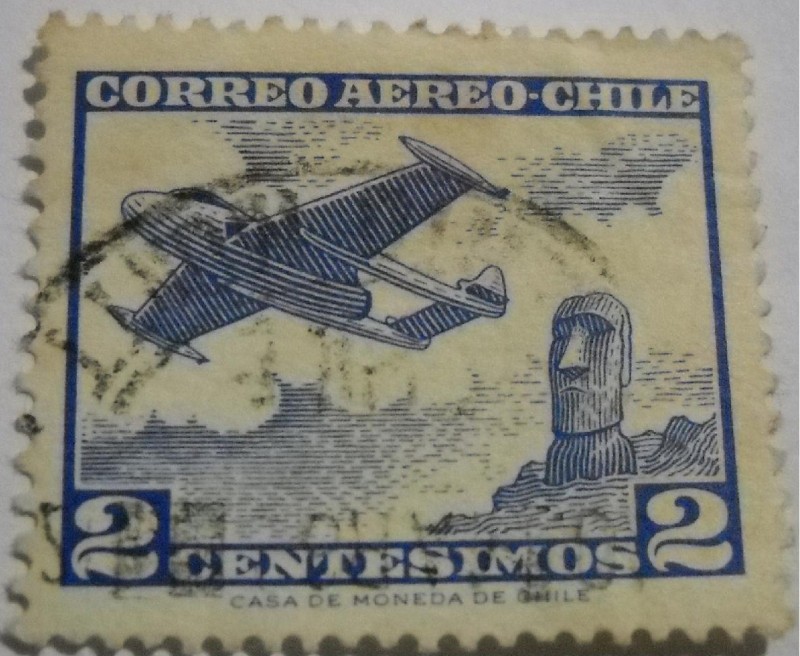 CORREO AEREO-CHILE
2 CENTESIMOS 2
CASA DE MONEDA DE CHILE